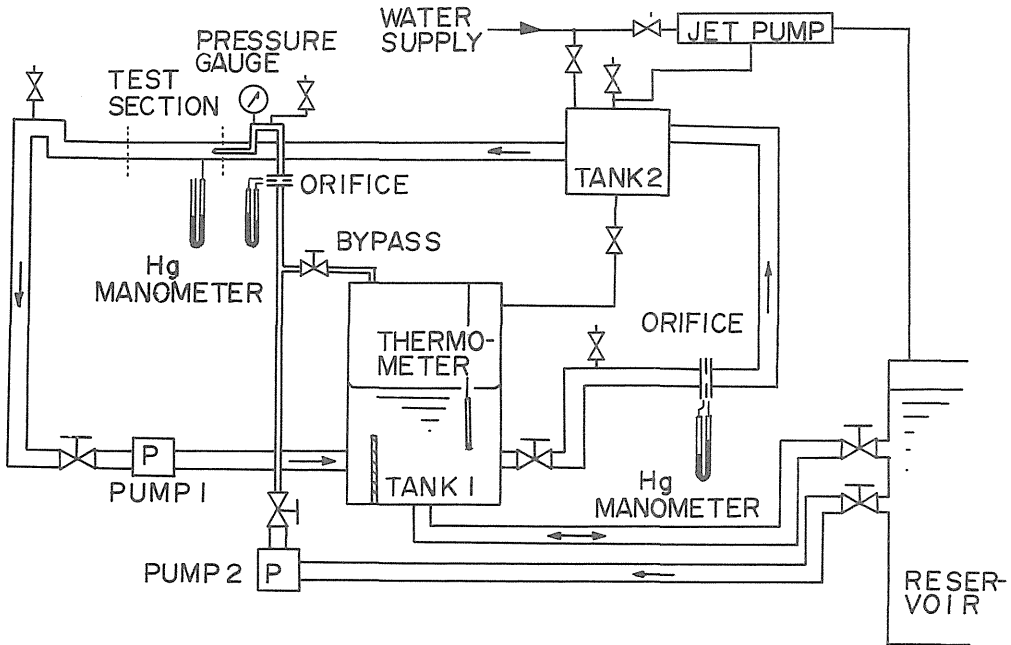 WATER
SUPPLY
JET PUMP
PRESSURE
GAUGE
TEST
SECTION
TANK2
ORIFICE
BYPASS
Hg
MANOMETER
THERMO-
METER
ORIFICE
P
PUMP 1
TANK 1
Hg
MANOMETER
PUMP 2
P
RESER-
VOIR